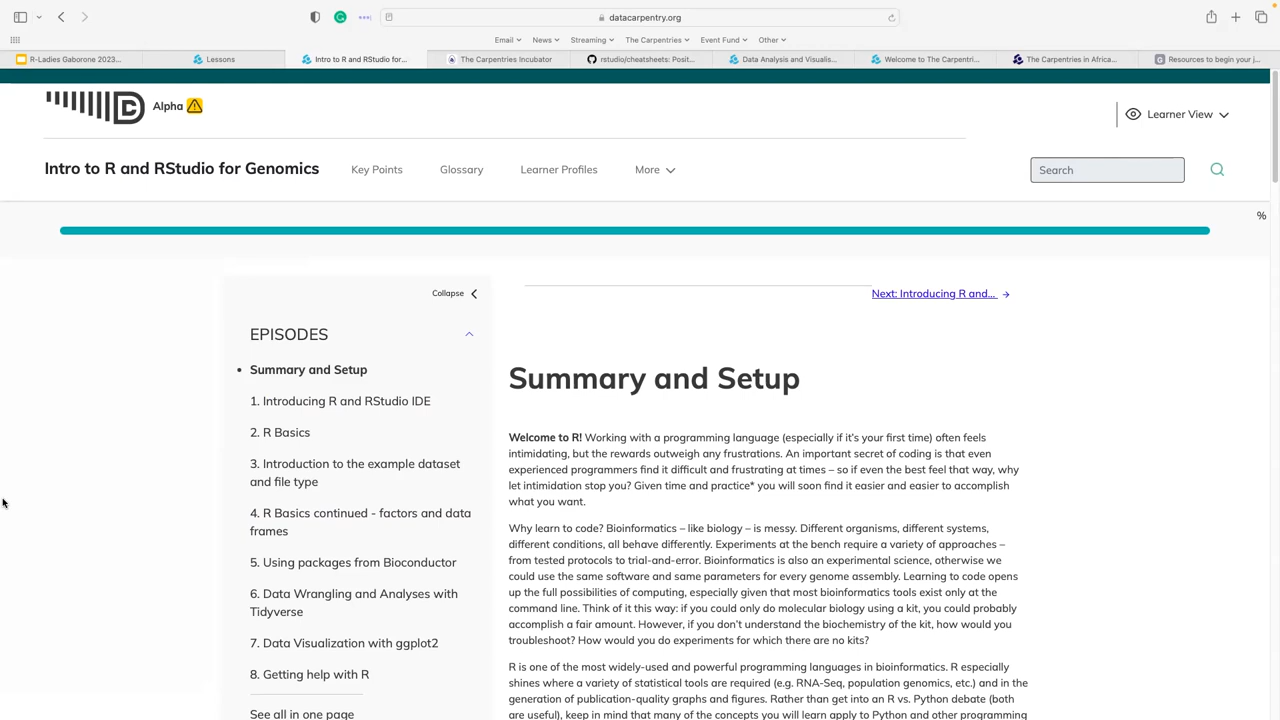 datacarpentry.org
Email
News
Streaming
The Carpentries
Event Fund
Other
R-Ladies Gaborone 2023...
Lessons
Intro to R and RStudio for...
The Carpentries Incubator
rstudio/cheatsheets: Posit...
Data Analysis and Visualis...
Welcome to The Carpentri...
The Carpentries in Africa...
Resources to begin your j...
Alpha
Learner View
Intro to R and RStudio for Genomics
Key Points
Glossary
Learner Profiles
More
Search
%
Collapse
EPISODES
Summary and Setup
1. Introducing R and RStudio IDE
2. R Basics
3. Introduction to the example dataset
and file type
4. R Basics continued - factors and data
frames
5. Using packages from Bioconductor
6. Data Wrangling and Analyses with
Tidyverse
7. Data Visualization with ggplot2
8. Getting help with R
See all in one page
Next: Introducing R and...
Summary and Setup
Welcome to R! Working with a programming language (especially if it's your first time) often feels
intimidating, but the rewards outweigh any frustrations. An important secret of coding is that even
experienced programmers find it difficult and frustrating at times – so if even the best feel that way, why
let intimidation stop you? Given time and practice* you will soon find it easier and easier to accomplish
what you want.
Why learn to code? Bioinformatics – like biology – is messy. Different organisms, different systems,
different conditions, all behave differently. Experiments at the bench require a variety of approaches –
from tested protocols to trial-and-error. Bioinformatics is also an experimental science, otherwise we
could use the same software and same parameters for every genome assembly. Learning to code opens
up the full possibilities of computing, especially given that most bioinformatics tools exist only at the
command line. Think of it this way: if you could only do molecular biology using a kit, you could probably
accomplish a fair amount. However, if you don't understand the biochemistry of the kit, how would you
troubleshoot? How would you do experiments for which there are no kits?
R is one of the most widely-used and powerful programming languages in bioinformatics. R especially
shines where a variety of statistical tools are required (e.g. RNA-Seq, population genomics, etc.) and in the
generation of publication-quality graphs and figures. Rather than get into an R vs. Python debate (both
are useful), keep in mind that many of the concepts you will learn apply to Python and other programming